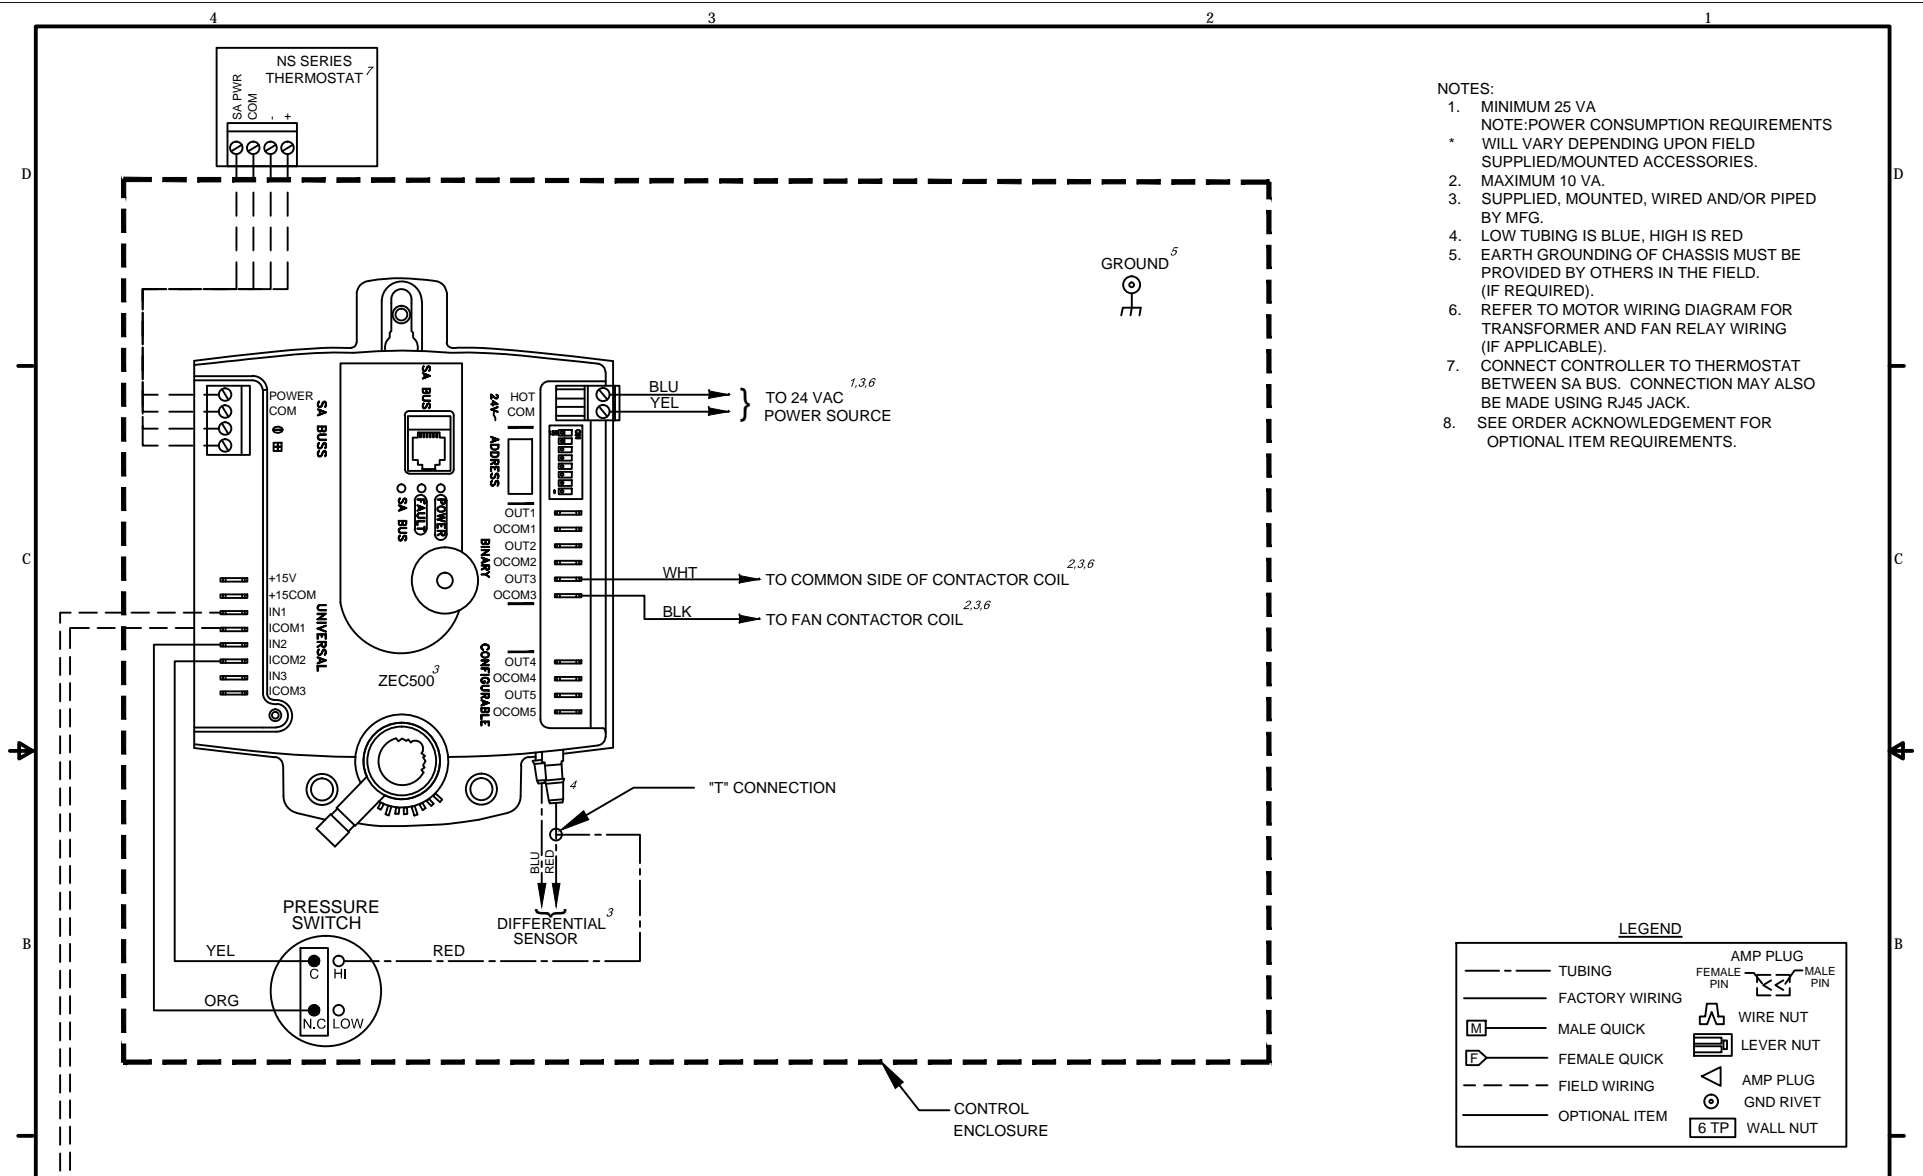 4
3
2
1
D
D
C
C
B
B
NS SERIES
THERMOSTAT 7
SA PWR
COM
-
+
NOTES:
1. MINIMUM 25 VA
NOTE:POWER CONSUMPTION REQUIREMENTS
* WILL VARY DEPENDING UPON FIELD
SUPPLIED/MOUNTED ACCESSORIES.
2. MAXIMUM 10 VA.
3. SUPPLIED, MOUNTED, WIRED AND/OR PIPED
BY MFG.
4. LOW TUBING IS BLUE, HIGH IS RED
5. EARTH GROUNDING OF CHASSIS MUST BE
PROVIDED BY OTHERS IN THE FIELD.
(IF REQUIRED).
6. REFER TO MOTOR WIRING DIAGRAM FOR
TRANSFORMER AND FAN RELAY WIRING
(IF APPLICABLE).
7. CONNECT CONTROLLER TO THERMOSTAT
BETWEEN SA BUS. CONNECTION MAY ALSO
BE MADE USING RJ45 JACK.
8. SEE ORDER ACKNOWLEDGEMENT FOR
OPTIONAL ITEM REQUIREMENTS.
GROUND 5
POWER
COM
SA BUSS
SA BUS
24V~
HOT
COM
ADDRESS
BLU
YEL
TO 24 VAC 1,3,6
POWER SOURCE
SA BUS
FAULT
POWER
OUT1
OCOM1
OUT2
OCOM2
OUT3
OCOM3
BINARY
WHT
TO COMMON SIDE OF CONTACTOR COIL 2,3,6
BLK
TO FAN CONTACTOR COIL 2,3,6
+15V
+15COM
IN1
ICOM1
IN2
ICOM2
IN3
ICOM3
UNIVERSAL
ZEC500 3
CONFIGURABLE
OUT4
OCOM4
OUT5
OCOM5
4
"T" CONNECTION
BLU
RED
DIFFERENTIAL 3
SENSOR
PRESSURE
SWITCH
YEL
ORG
C
HI
N.C
LOW
RED
CONTROL
ENCLOSURE
LEGEND
TUBING
FACTORY WIRING
M MALE QUICK
F FEMALE QUICK
FIELD WIRING
OPTIONAL ITEM
AMP PLUG
FEMALE
PIN
MALE
PIN
WIRE NUT
LEVER NUT
AMP PLUG
GND RIVET
6 TP WALL NUT